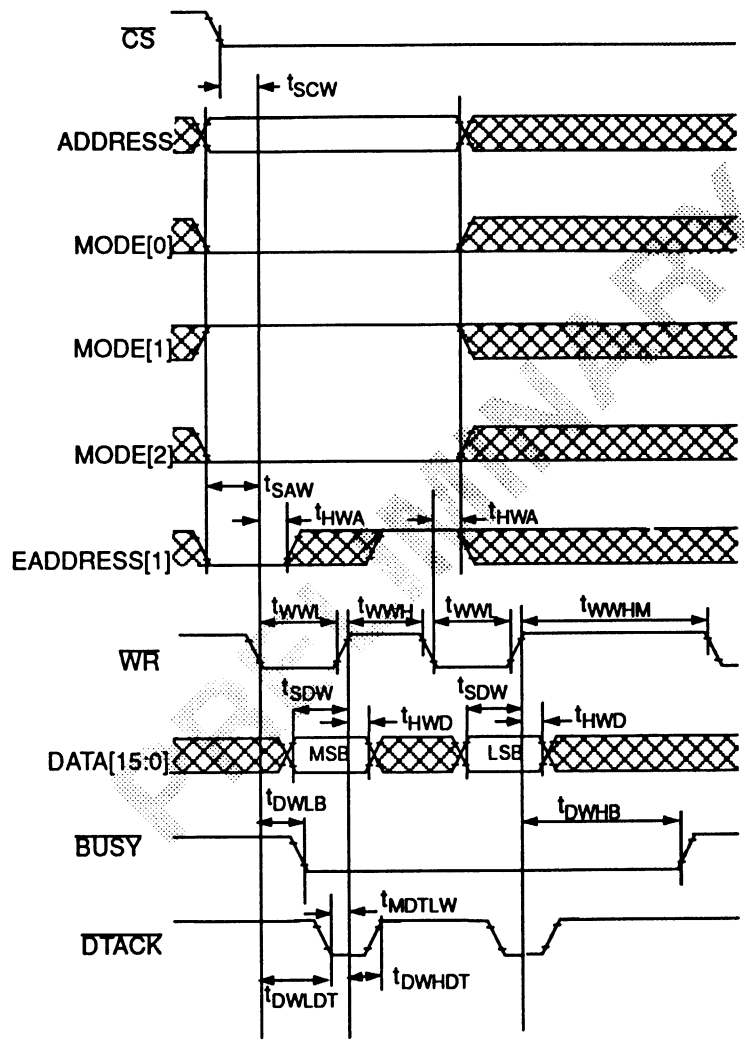 CS
tSCW
ADDRESS
MODE[0]
MODE[1]
MODE[2]
tSAW
tHWA tHWA
EADDRESS[1]
tWWL tWWH tWWL tWWHM
WR
tSDW tSDW
tHWD tHWD
DATA[15:0] MSB LSB
tDWLB tDWHB
BUSY
tMDTLW
DTACK
tDWLDT tDWHDT
PRELIMINARY